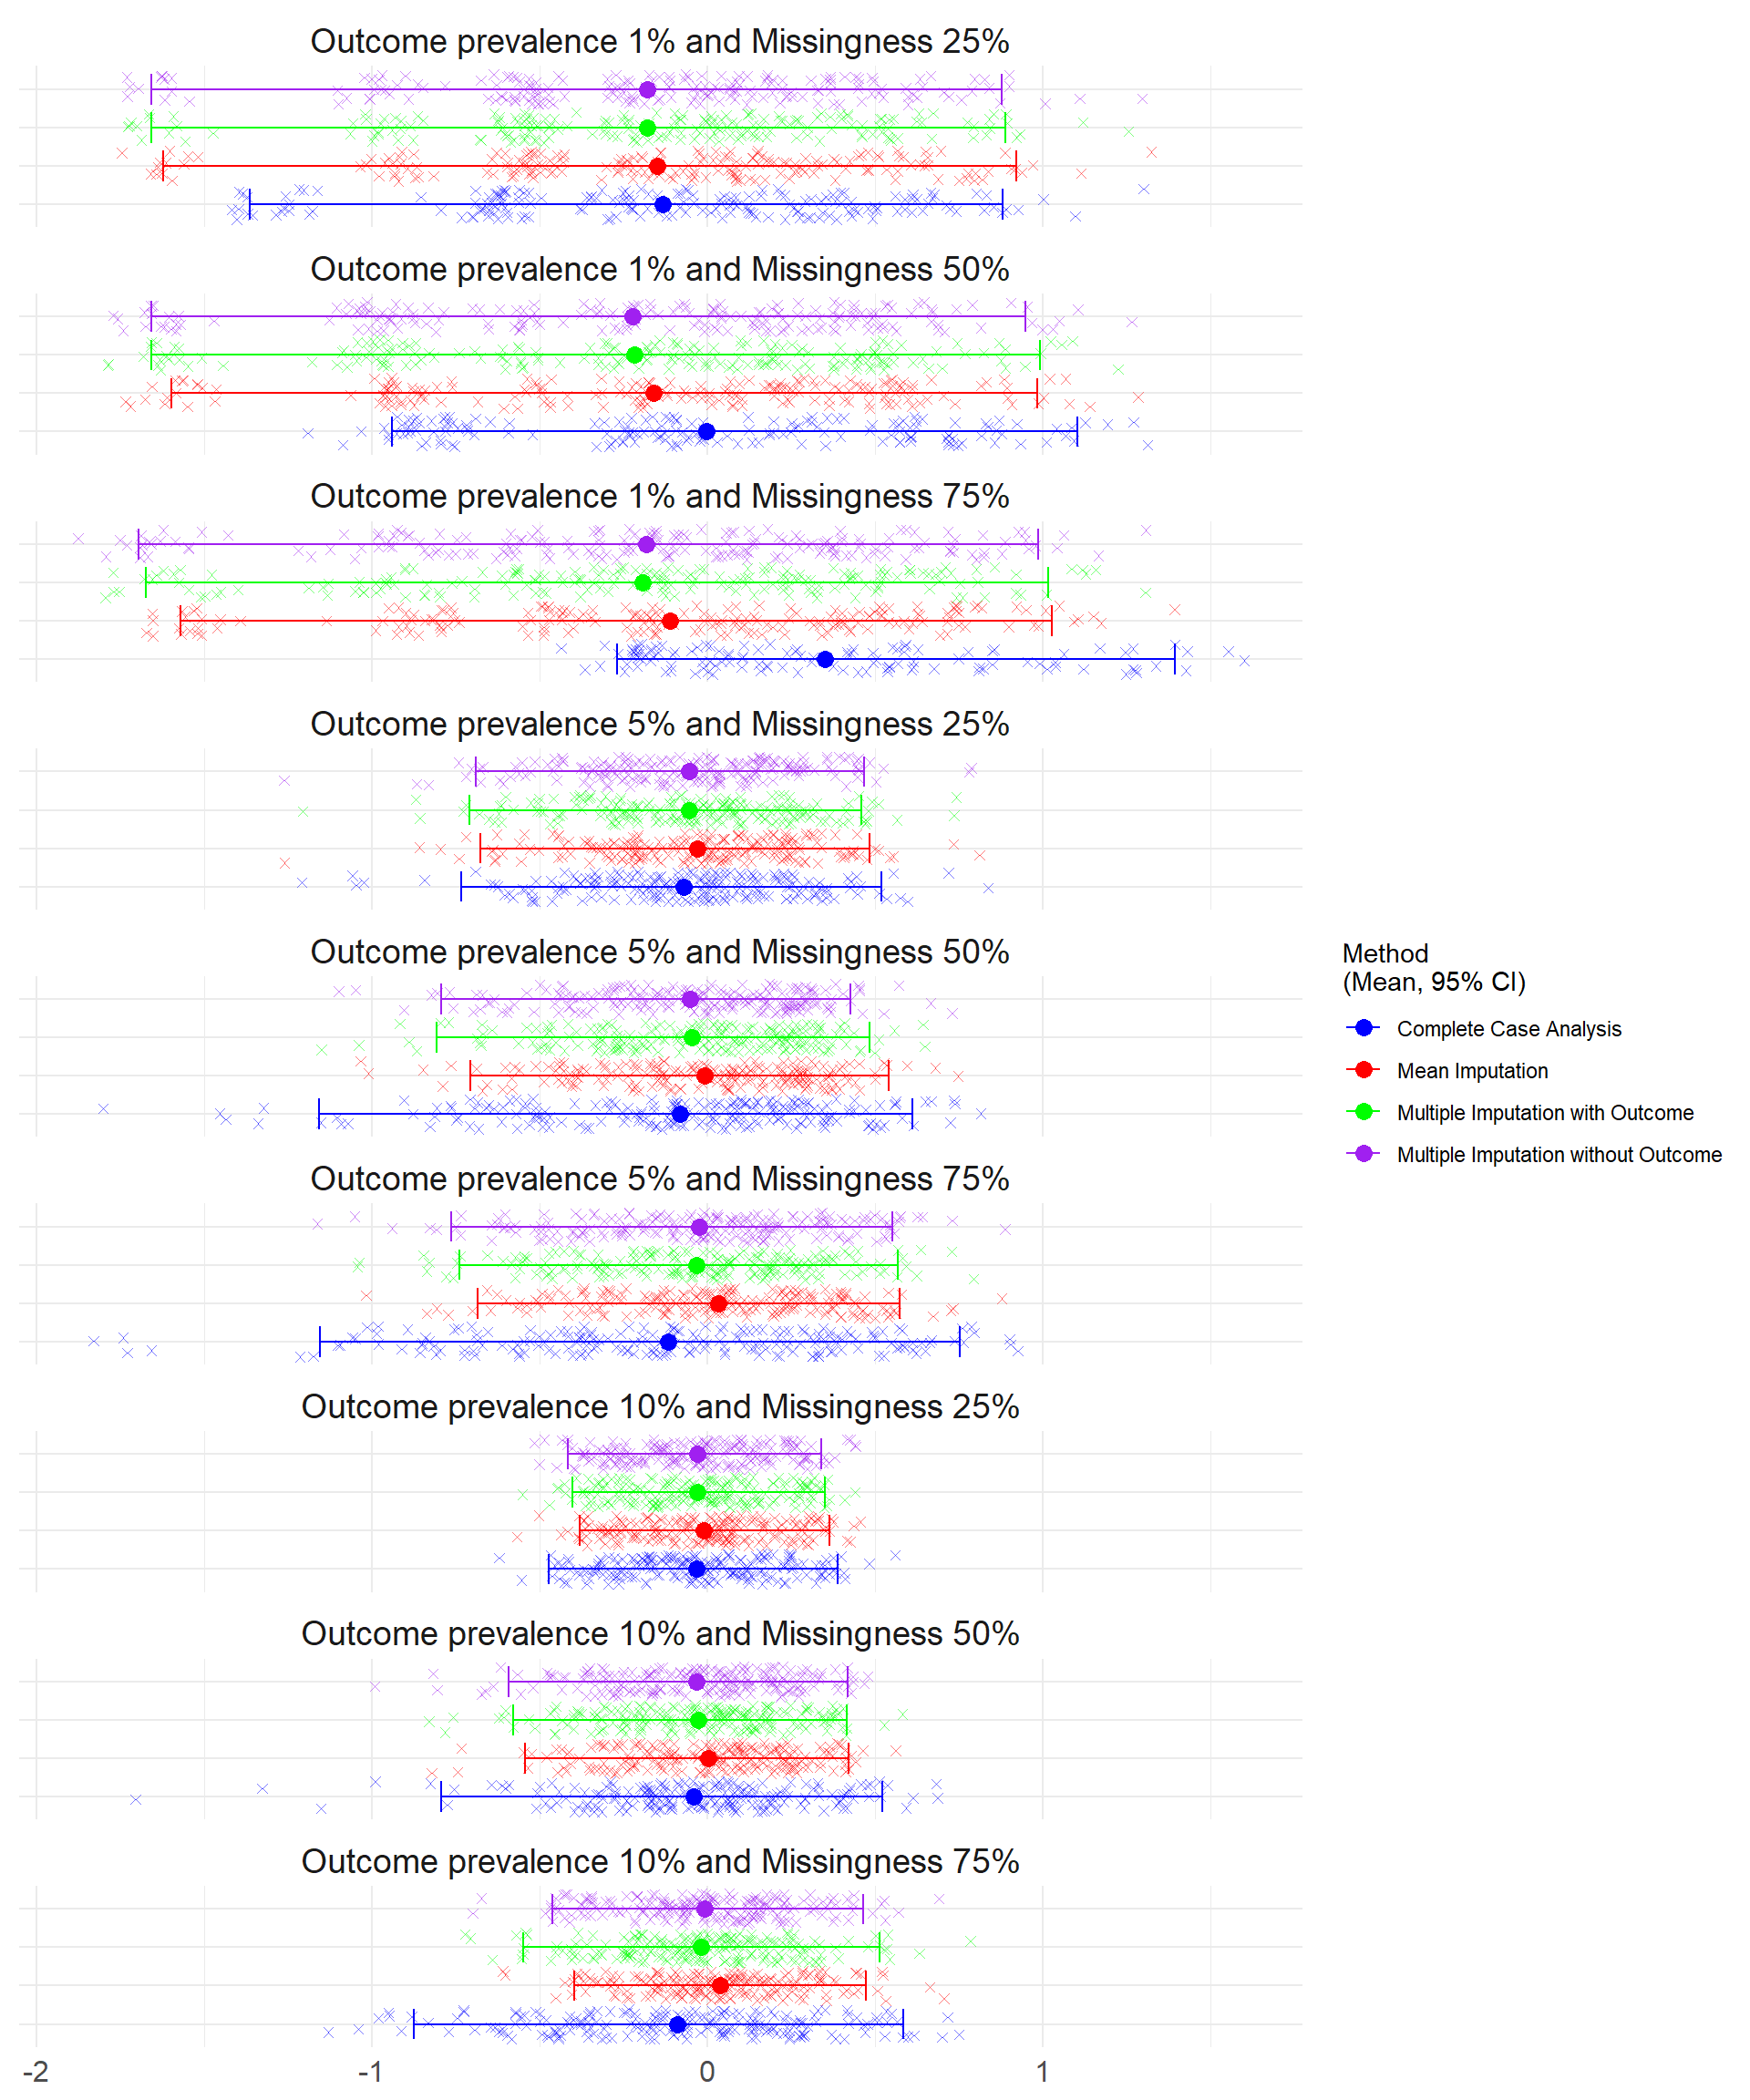 Outcome prevalence 1% and Missingness 25%
Outcome prevalence 1% and Missingness 50%
Outcome prevalence 1% and Missingness 75%
Outcome prevalence 5% and Missingness 25%
Outcome prevalence 5% and Missingness 50%
Outcome prevalence 5% and Missingness 75%
Outcome prevalence 10% and Missingness 25%
Outcome prevalence 10% and Missingness 50%
Outcome prevalence 10% and Missingness 75%
-2 -1 0 1
Method
(Mean, 95% CI)
Complete Case Analysis
Mean Imputation
Multiple Imputation with Outcome
Multiple Imputation without Outcome